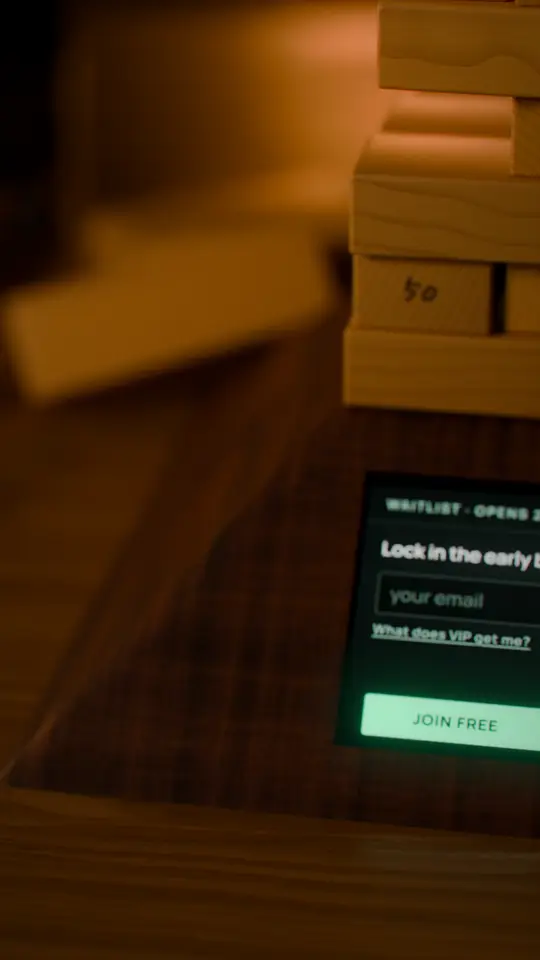 50
WAITLIST · OPENS
Lock in the early
your email
What does VIP get me?
JOIN FREE